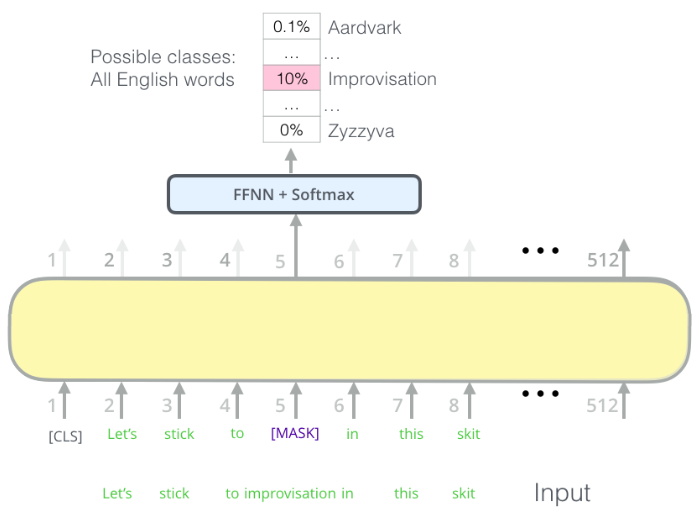 0.1% Aardvark
Possible classes:
... ...
All English words
10% Improvisation
... ...
0% Zyzzyva
FFNN + Softmax
1 2 3 4 5 6 7 8 ... 512
1 2 3 4 5 6 7 8 ... 512
[CLS] Let's stick to [MASK] in this skit
Let's stick to improvisation in this skit Input